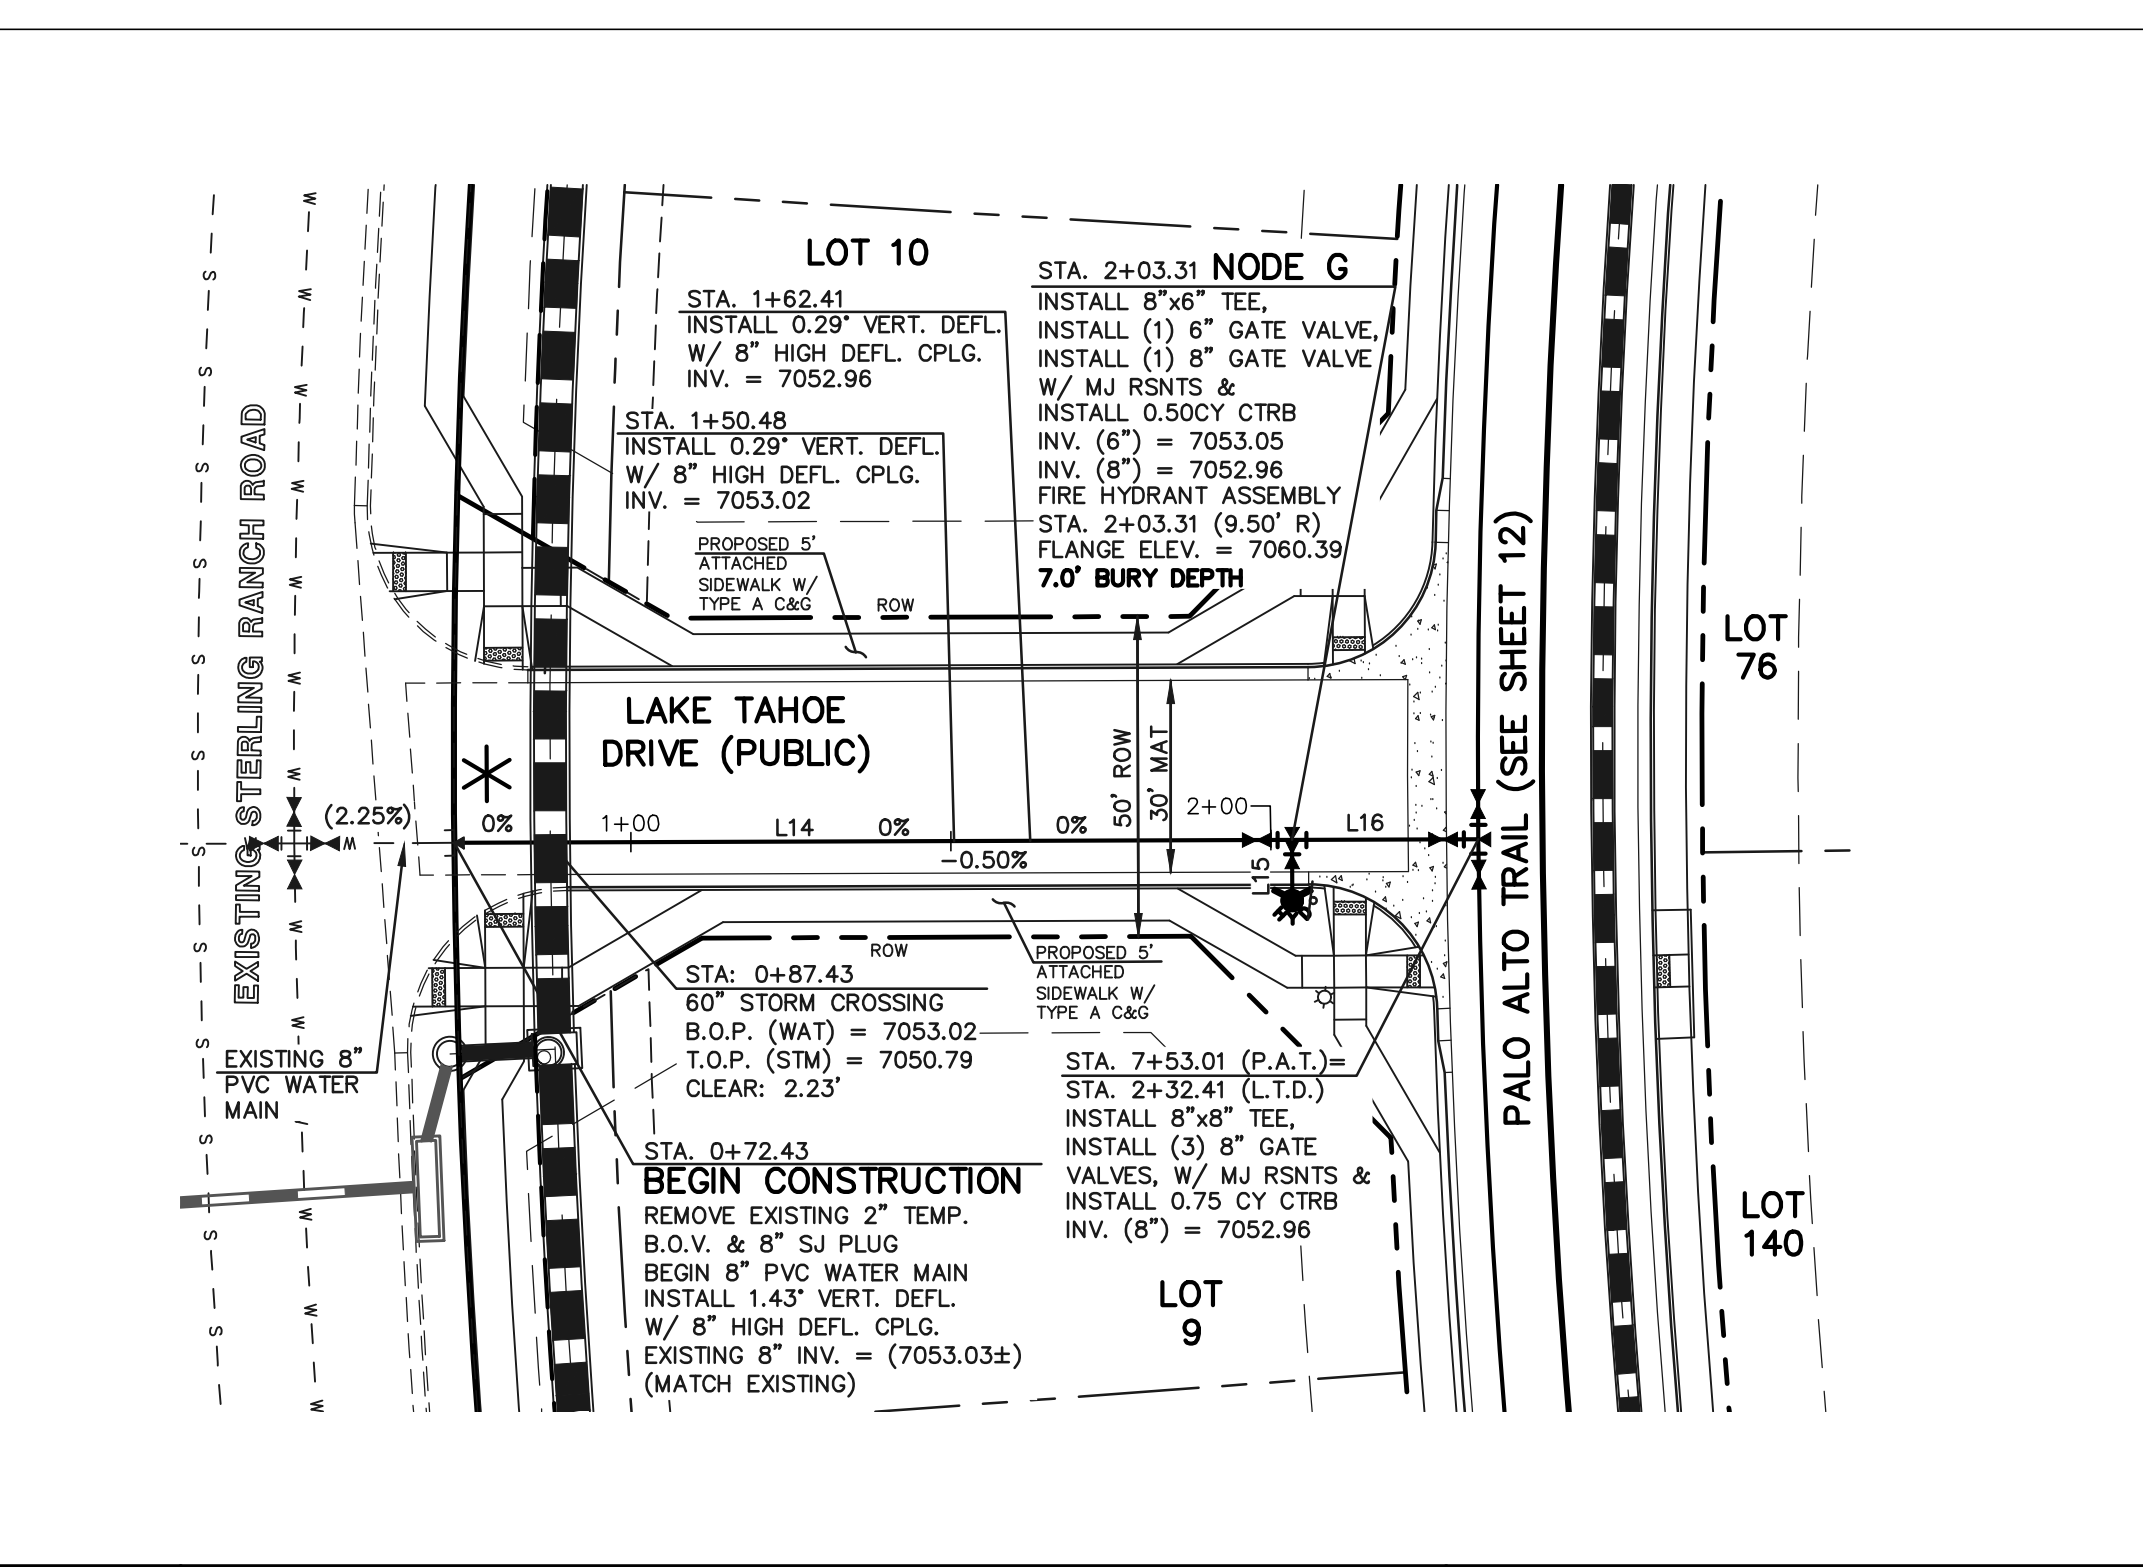 LOT 10
STA. 2+03.31 NODE G
INSTALL 8"x6" TEE,
INSTALL (1) 6" GATE VALVE,
INSTALL (1) 8" GATE VALVE
W/ MJ RSNTS &
INSTALL 0.50CY CTRB
INV. (6") = 7053.05
INV. (8") = 7052.96
FIRE HYDRANT ASSEMBLY
STA. 2+03.31 (9.50' R)
FLANGE ELEV. = 7060.39
7.0' BURY DEPTH
STA. 1+62.41
INSTALL 0.29° VERT. DEFL.
W/ 8" HIGH DEFL. CPLG.
INV. = 7052.96
STA. 1+50.48
INSTALL 0.29° VERT. DEFL.
W/ 8" HIGH DEFL. CPLG.
INV. = 7053.02
PROPOSED 5'
ATTACHED
SIDEWALK W/
TYPE A C&G
ROW
EXISTING STERLING RANCH ROAD
LAKE TAHOE
DRIVE (PUBLIC)
50' ROW
30' MAT
PALO ALTO TRAIL (SEE SHEET 12)
LOT
76
(2.25%)
0%
1+00
L14
0%
0%
2+00
L16
-0.50%
L15
ROW
PROPOSED 5'
ATTACHED
SIDEWALK W/
TYPE A C&G
STA: 0+87.43
60" STORM CROSSING
B.O.P. (WAT) = 7053.02
T.O.P. (STM) = 7050.79
CLEAR: 2.23'
EXISTING 8"
PVC WATER
MAIN
STA. 7+53.01 (P.A.T.)=
STA. 2+32.41 (L.T.D.)
INSTALL 8"x8" TEE,
INSTALL (3) 8" GATE
VALVES, W/ MJ RSNTS &
INSTALL 0.75 CY CTRB
INV. (8") = 7052.96
STA. 0+72.43
BEGIN CONSTRUCTION
REMOVE EXISTING 2" TEMP.
B.O.V. & 8" SJ PLUG
BEGIN 8" PVC WATER MAIN
INSTALL 1.43° VERT. DEFL.
W/ 8" HIGH DEFL. CPLG.
EXISTING 8" INV. = (7053.03±)
(MATCH EXISTING)
LOT
9
LOT
140